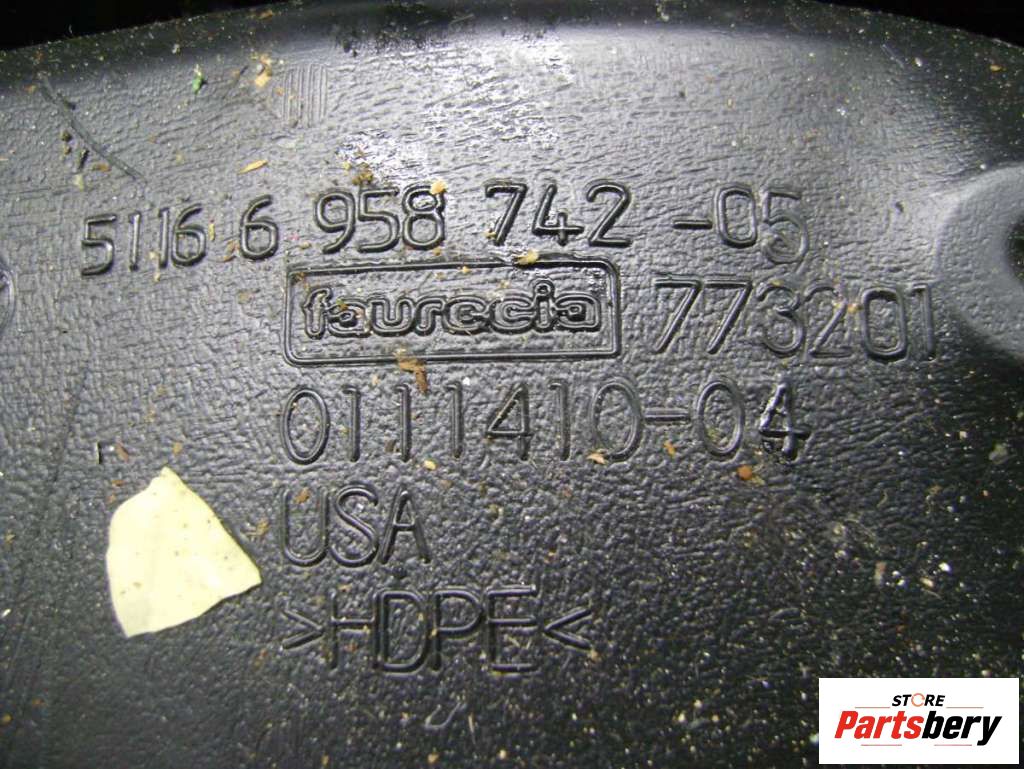 5116 6 958 742 -05
faurecia 773201
0111410-04
USA
>HDPE<
STORE
Partsbery